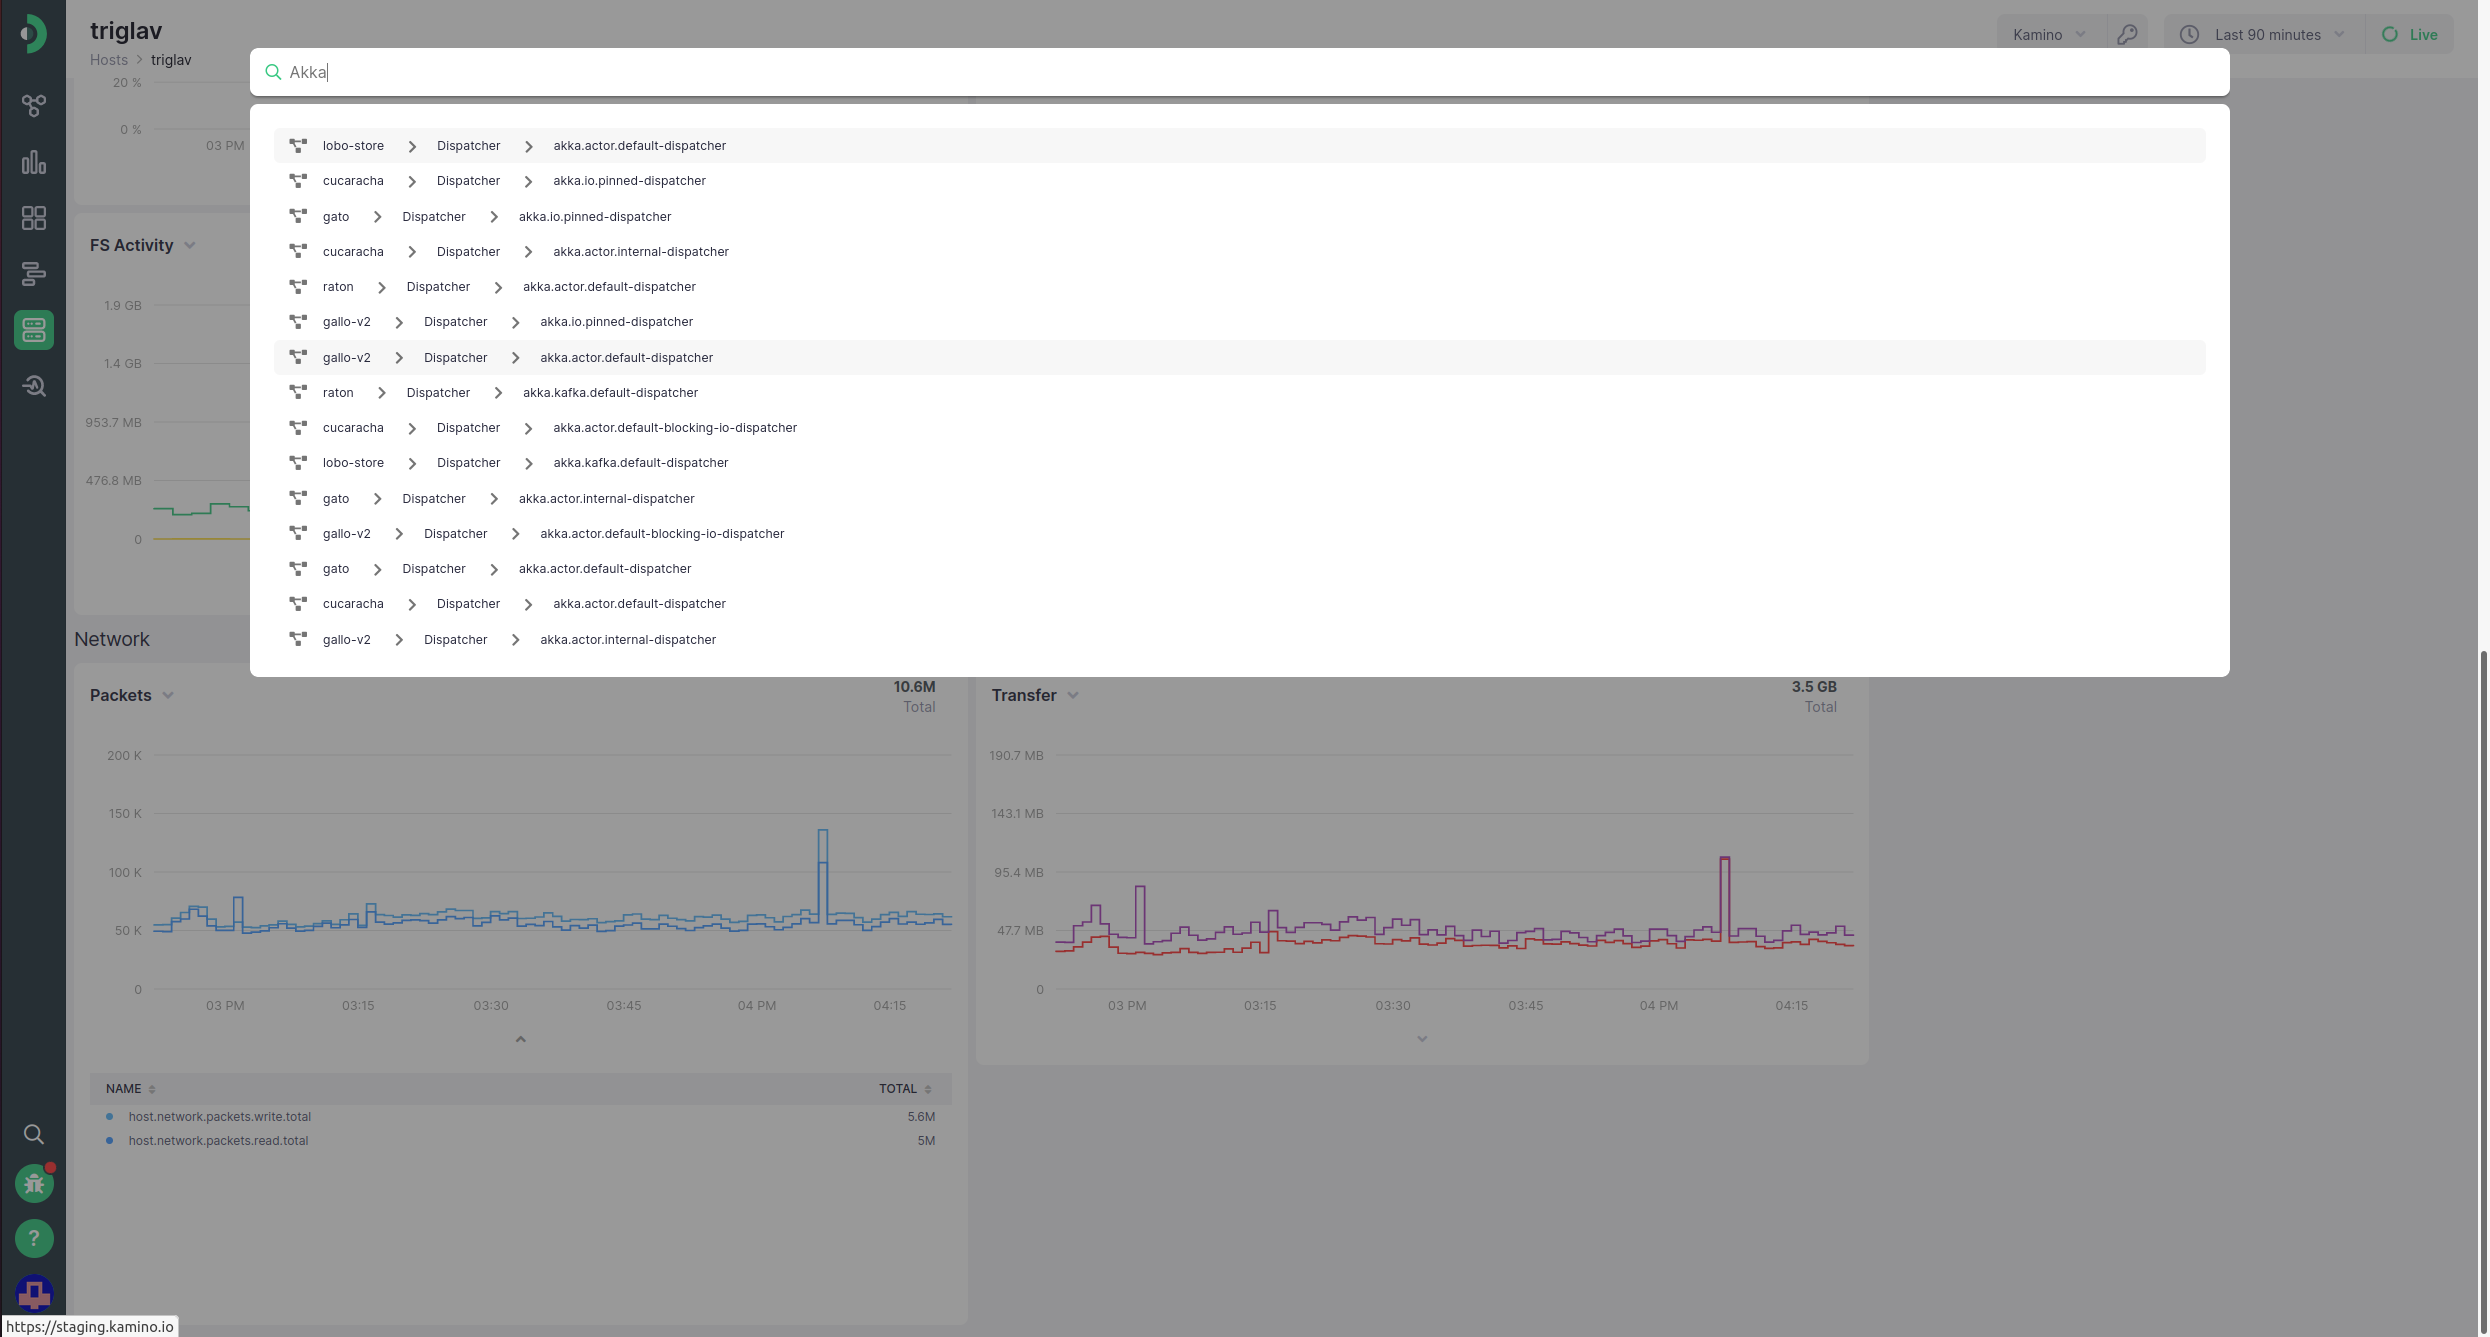 triglav
Hosts > triglav
Kamino
Last 90 minutes
Live
Akka
20 %
0 %
03 PM
lobo-store > Dispatcher > akka.actor.default-dispatcher
cucaracha > Dispatcher > akka.io.pinned-dispatcher
gato > Dispatcher > akka.io.pinned-dispatcher
cucaracha > Dispatcher > akka.actor.internal-dispatcher
raton > Dispatcher > akka.actor.default-dispatcher
gallo-v2 > Dispatcher > akka.io.pinned-dispatcher
gallo-v2 > Dispatcher > akka.actor.default-dispatcher
raton > Dispatcher > akka.kafka.default-dispatcher
cucaracha > Dispatcher > akka.actor.default-blocking-io-dispatcher
lobo-store > Dispatcher > akka.kafka.default-dispatcher
gato > Dispatcher > akka.actor.internal-dispatcher
gallo-v2 > Dispatcher > akka.actor.default-blocking-io-dispatcher
gato > Dispatcher > akka.actor.default-dispatcher
cucaracha > Dispatcher > akka.actor.default-dispatcher
gallo-v2 > Dispatcher > akka.actor.internal-dispatcher
FS Activity
1.9 GB
1.4 GB
953.7 MB
476.8 MB
0
Network
Packets
10.6M
Total
200 K
150 K
100 K
50 K
0
03 PM 03:15 03:30 03:45 04 PM 04:15
NAME TOTAL
host.network.packets.write.total 5.6M
host.network.packets.read.total 5M
Transfer
3.5 GB
Total
190.7 MB
143.1 MB
95.4 MB
47.7 MB
0
03 PM 03:15 03:30 03:45 04 PM 04:15
?
https://staging.kamino.io